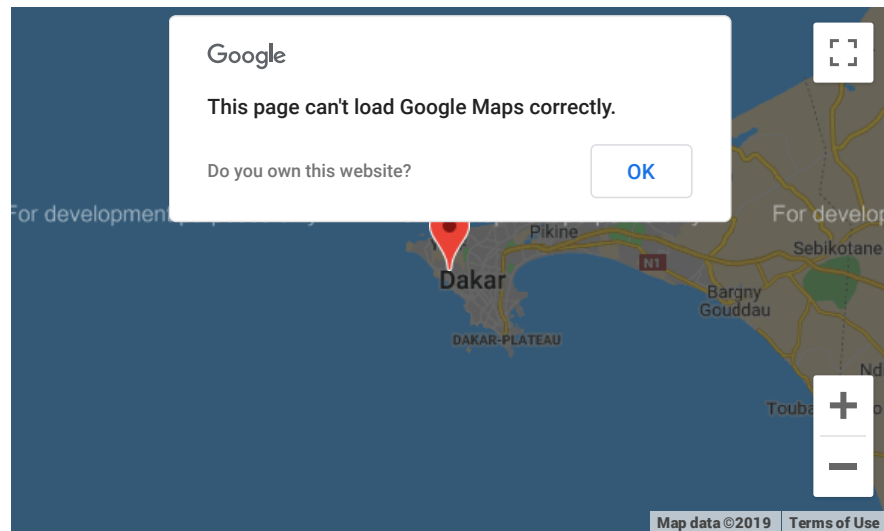 Google
This page can't load Google Maps correctly.
Do you own this website?
OK
For development
For develop
Pikine
Sebikotane
N1
Dakar
Bargny
Gouddau
DAKAR-PLATEAU
Nd
Touba
Map data ©2019
Terms of Use